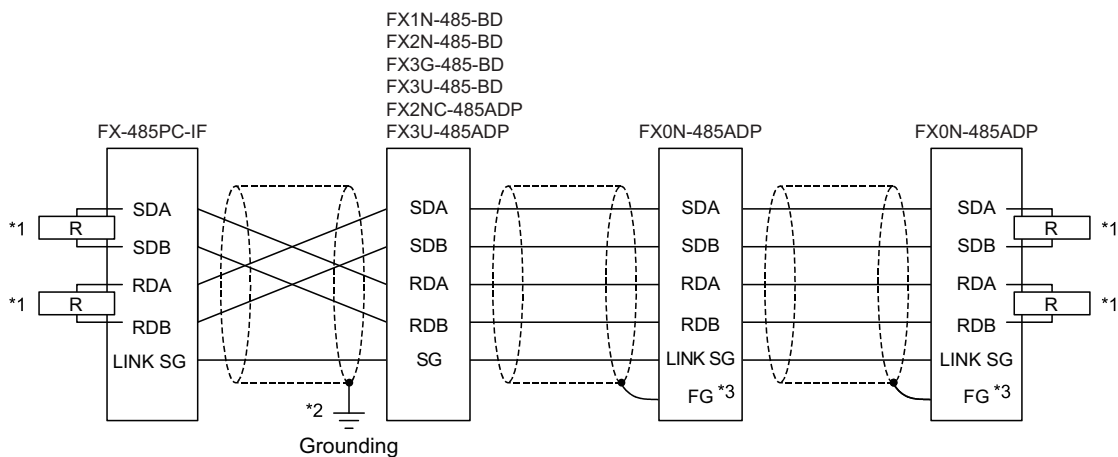 FX1N-485-BD
FX2N-485-BD
FX3G-485-BD
FX3U-485-BD
FX2NC-485ADP
FX-485PC-IF FX3U-485ADP FX0N-485ADP FX0N-485ADP
SDA SDA SDA SDA
*1 R R *1
SDB SDB SDB SDB
RDA RDA RDA RDA
*1 R R *1
RDB RDB RDB RDB
LINK SG SG LINK SG LINK SG
FG *3 FG *3
*2
Grounding